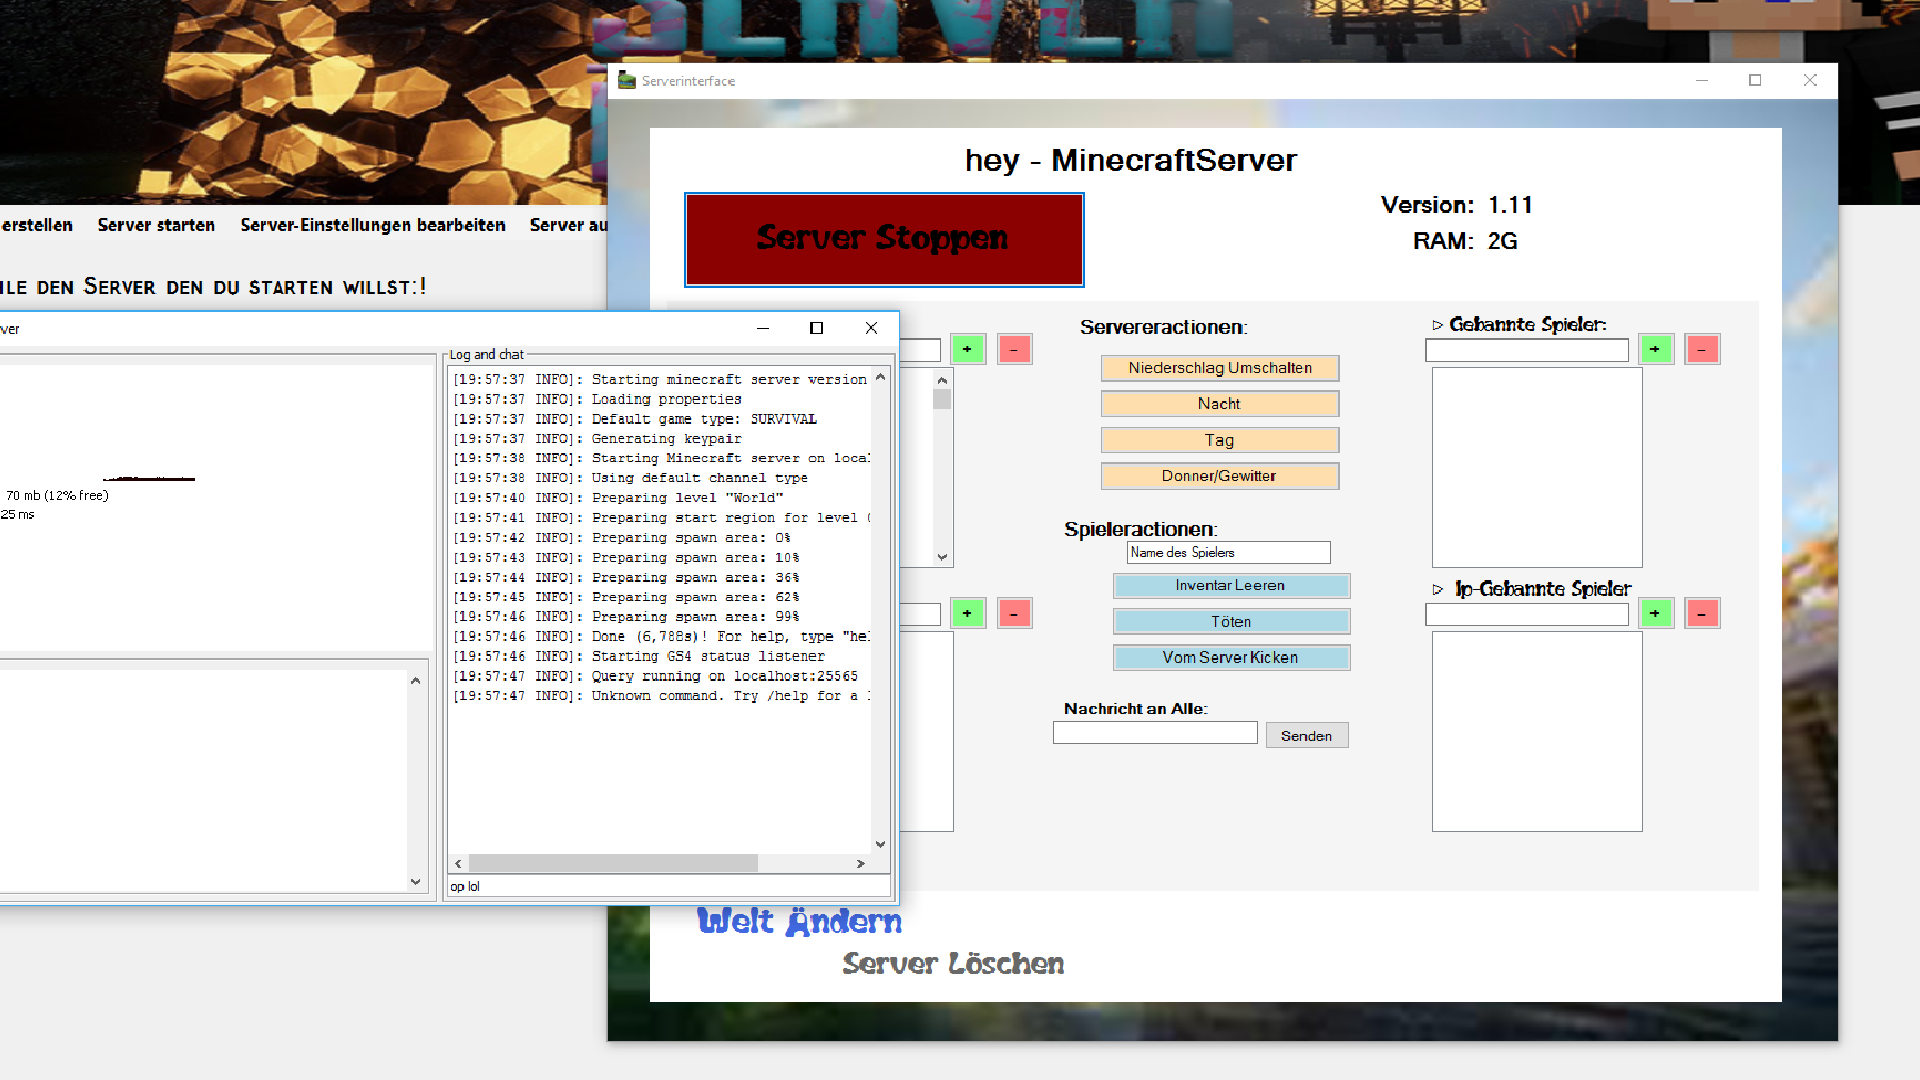 SERVER
Serverinterface
hey - MinecraftServer
Server Stoppen
Version: 1.11
RAM: 2G
erstellen Server starten Server-Einstellungen bearbeiten Server au
ILE DEN SERVER DEN DU STARTEN WILLST:!
ver
Log and chat
[19:57:37 INFO]: Starting minecraft server version
[19:57:37 INFO]: Loading properties
[19:57:37 INFO]: Default game type: SURVIVAL
[19:57:37 INFO]: Generating keypair
[19:57:38 INFO]: Starting Minecraft server on local
[19:57:38 INFO]: Using default channel type
[19:57:40 INFO]: Preparing level "World"
[19:57:41 INFO]: Preparing start region for level
[19:57:42 INFO]: Preparing spawn area: 0%
[19:57:43 INFO]: Preparing spawn area: 10%
[19:57:44 INFO]: Preparing spawn area: 36%
[19:57:45 INFO]: Preparing spawn area: 62%
[19:57:46 INFO]: Preparing spawn area: 99%
[19:57:46 INFO]: Done (6,788s)! For help, type "hel
[19:57:46 INFO]: Starting GS4 status listener
[19:57:47 INFO]: Query running on localhost:25565
[19:57:47 INFO]: Unknown command. Try /help for a
op lol
70 mb (12% free)
25 ms
+ -
+ -
Serveractionen:
Niederschlag Umschalten
Nacht
Tag
Donner/Gewitter
Spieleractionen:
Name des Spielers
Inventar Leeren
Töten
Vom Server Kicken
Nachricht an Alle:
Senden
▷ Gebannte Spieler:
+ -
▷ Ip-Gebannte Spieler
+ -
Welt Ändern
Server Löschen